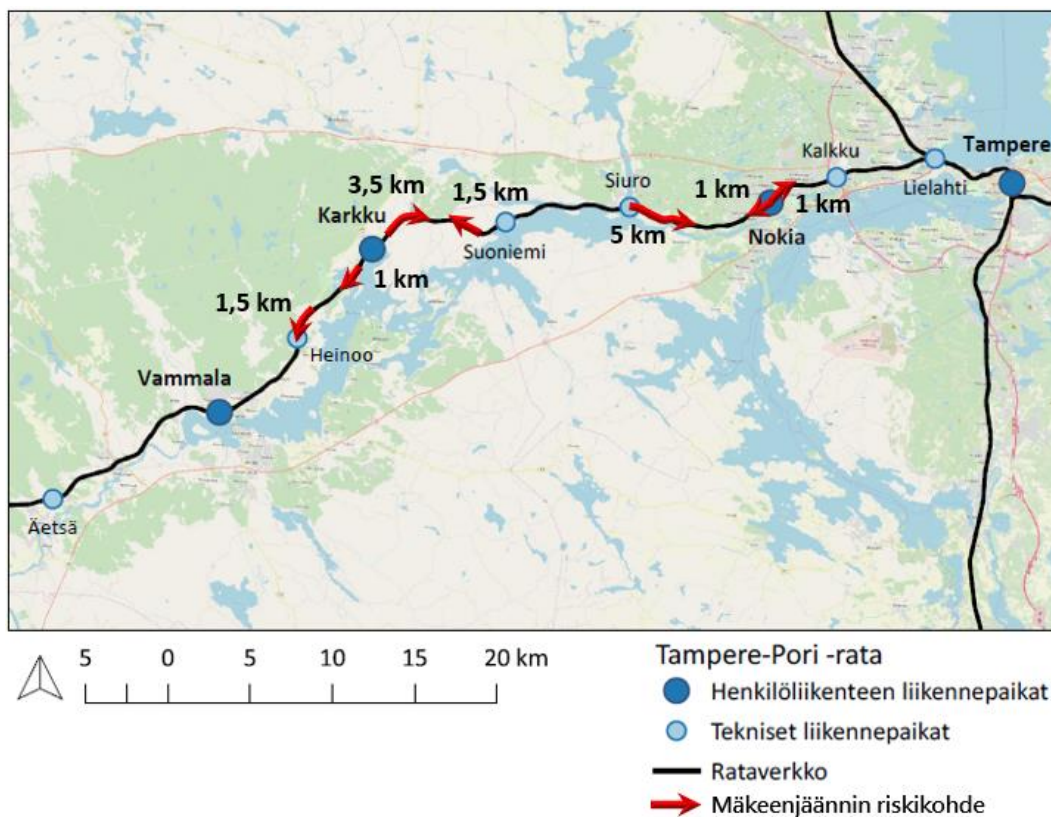 Kalkku
Tampere
3,5 km
1,5 km
Siuro
Karkku
1 km
Lielahti
1 km
Suoniemi
5 km
Nokia
1 km
1,5 km
Heinoo
Vammala
Äetsä
5 0 5 10 15 20 km
Tampere-Pori -rata
Henkilöliikenteen liikennepaikat
Tekniset liikennepaikat
Rataverkko
Mäkeenjäännin riskikohde